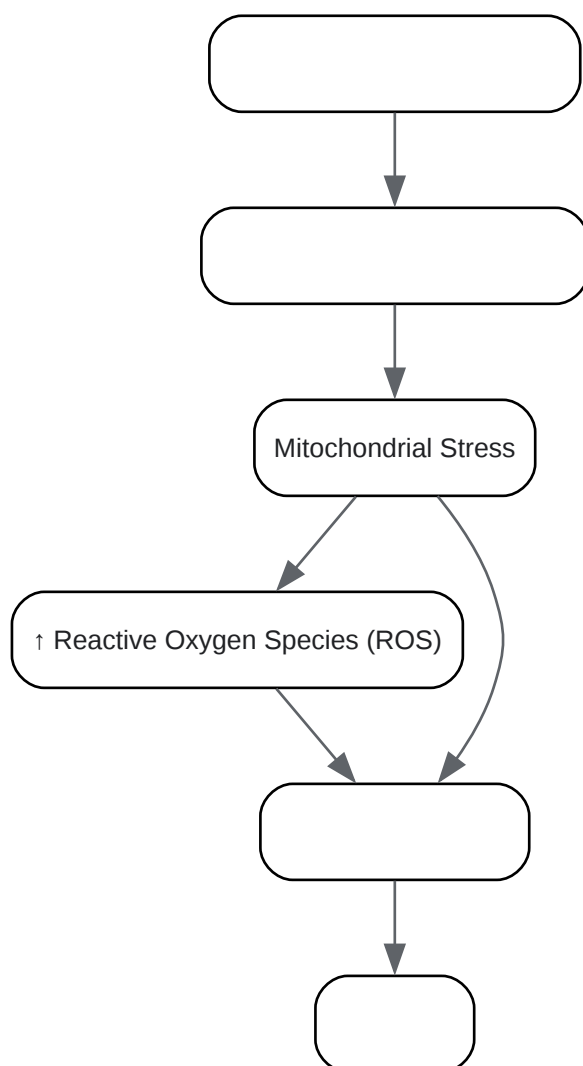 Mitochondrial Stress
↑ Reactive Oxygen Species (ROS)